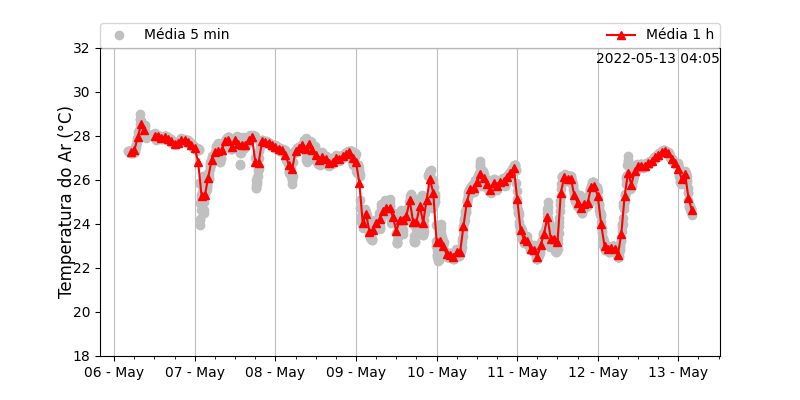 Média 5 min
Média 1 h
2022-05-13 04:05
Temperatura do Ar (°C)
32
30
28
26
24
22
20
18
06 - May
07 - May
08 - May
09 - May
10 - May
11 - May
12 - May
13 - May